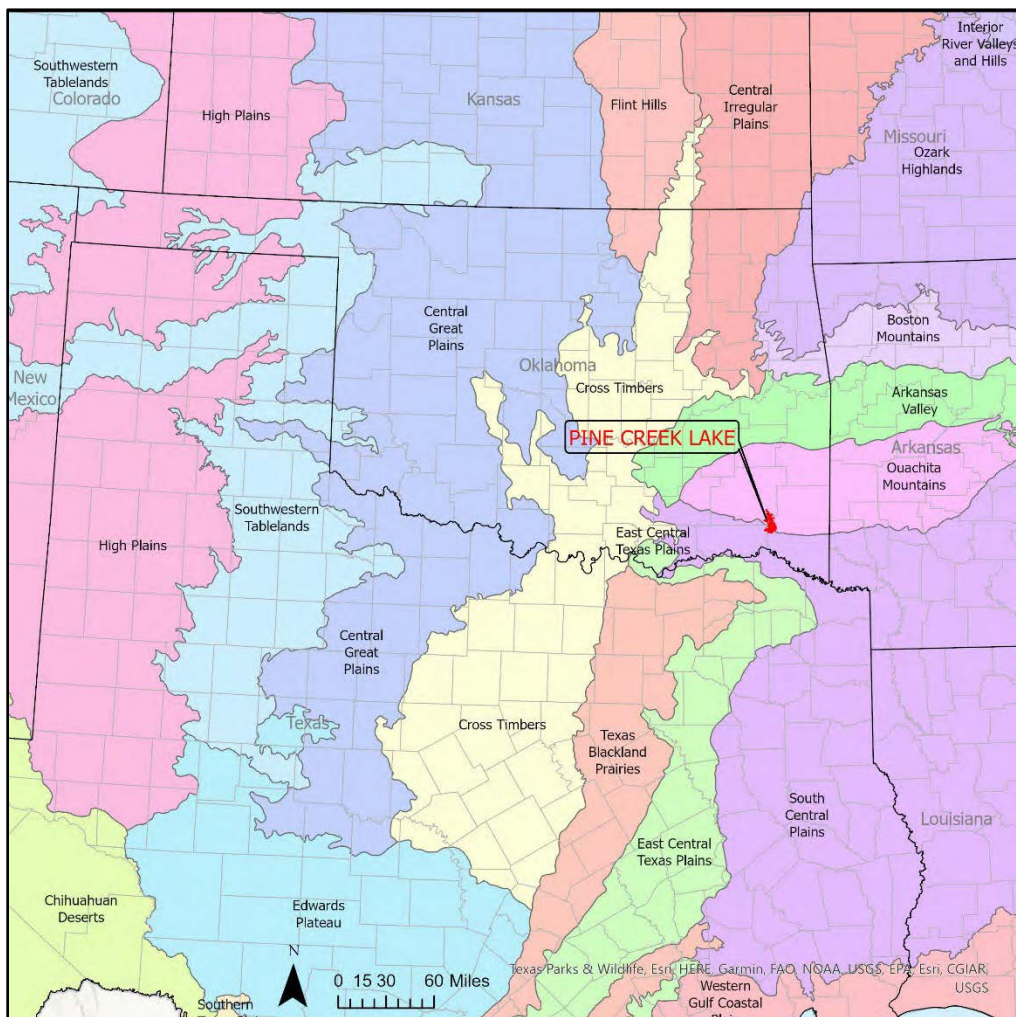 Interior
River Valleys
and Hills
Southwestern
Tablelands
Colorado
High Plains
Kansas
Flint Hills
Central
Irregular
Plains
Missouri
Ozark
Highlands
Central
Great
Plains
Boston
Mountains
Oklahoma
New
Mexico
Cross Timbers
Arkansas
Valley
PINE CREEK LAKE
Arkansas
Ouachita
Mountains
Southwestern
Tablelands
High Plains
East Central
Texas Plains
Central
Great
Plains
Texas
Cross Timbers
Texas
Blackland
Prairies
South
Central
Plains
Louisiana
East Central
Texas Plains
Chihuahuan
Deserts
Edwards
Plateau
N
0 15 30 60 Miles
Texas Parks & Wildlife, Esri, HERE, Garmin, FAO, NOAA, USGS, EPA, Esri, CGIAR,
USGS
Western
Gulf Coastal
Southern